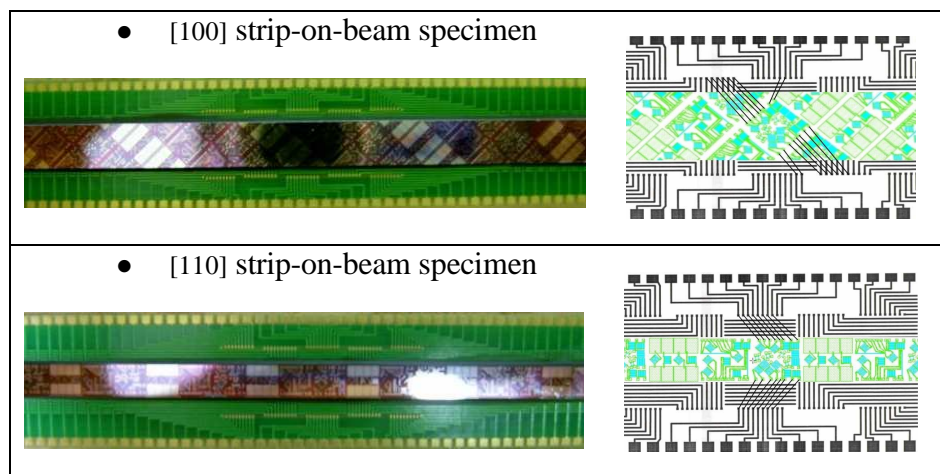 ● [100] strip-on-beam specimen
● [110] strip-on-beam specimen